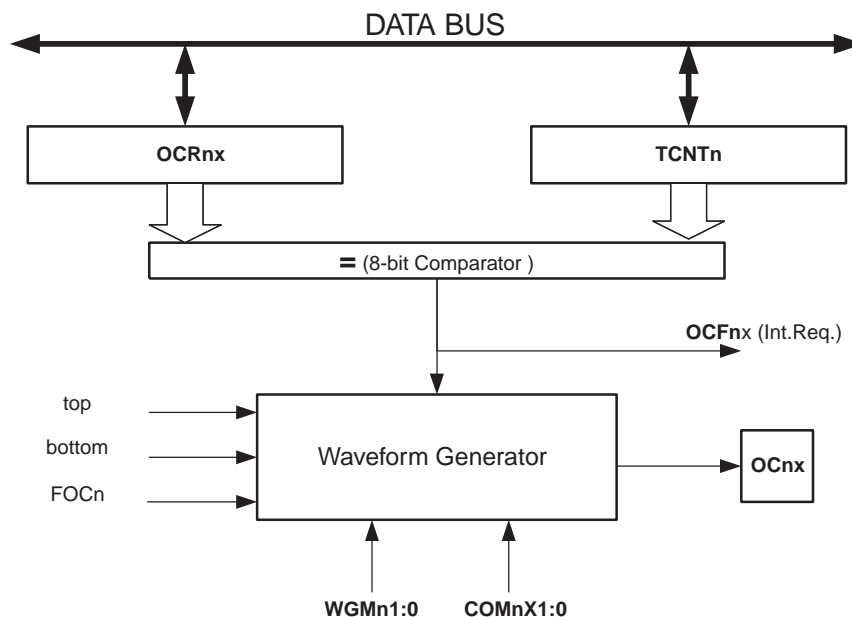 DATA BUS
OCRnx
TCNTn
= (8-bit Comparator )
OCFnx (Int.Req.)
top
bottom
FOCn
Waveform Generator
OCnx
WGMn1:0
COMnX1:0